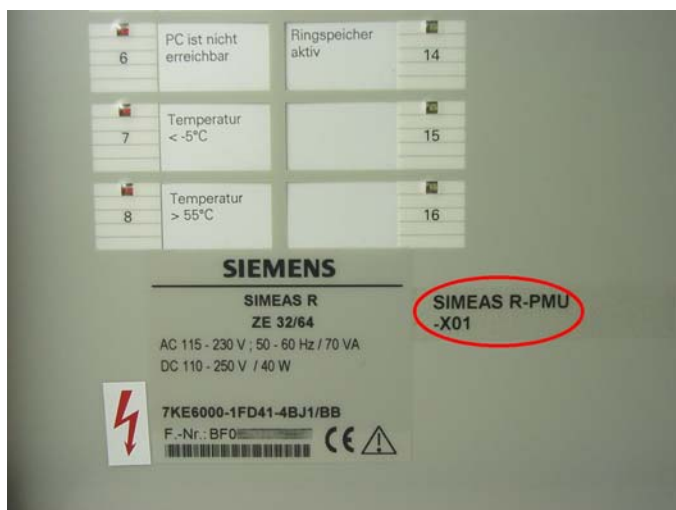 6
PC ist nicht
erreichbar
Ringspeicher
aktiv
14
7
Temperatur
< -5°C
15
8
Temperatur
> 55°C
16
SIEMENS
SIMEAS R
ZE 32/64
AC 115 - 230 V ; 50 - 60 Hz / 70 VA
DC 110 - 250 V / 40 W
7KE6000-1FD41-4BJ1/BB
F.-Nr.: BF0
CE
SIMEAS R-PMU
-X01